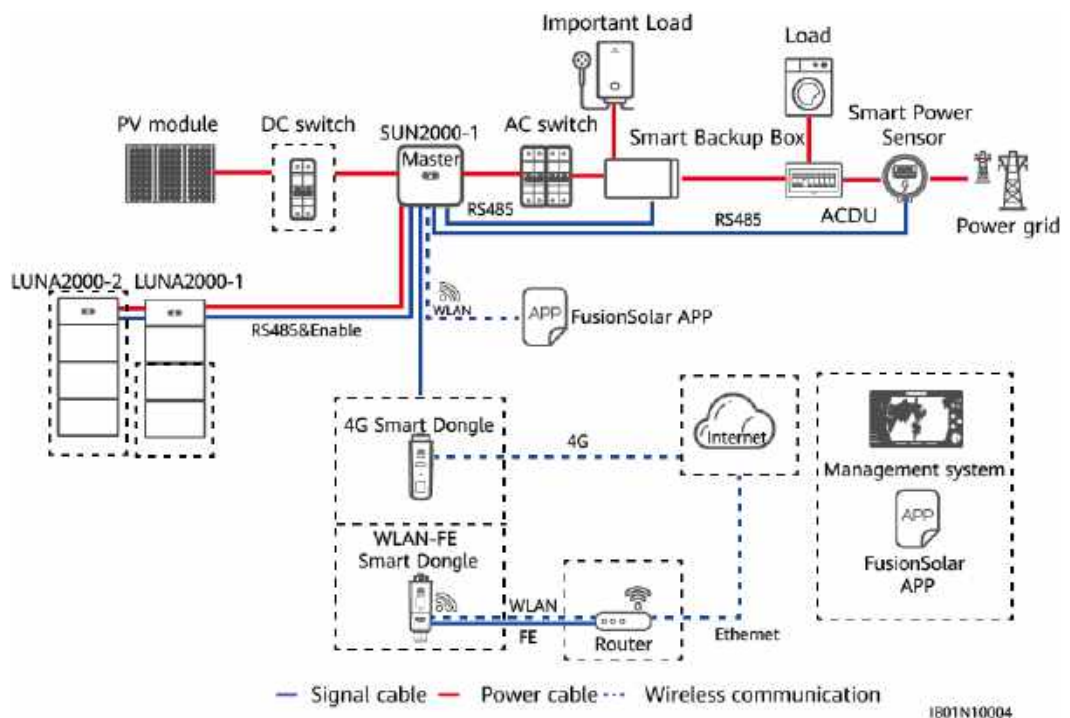 Important Load
Load
PV module
DC switch
SUN2000-1
Master
AC switch
Smart Backup Box
Smart Power
Sensor
RS485
RS485
ACDU
Power grid
LUNA2000-2
LUNA2000-1
RS485&Enable
WLAN
APP
FusionSolar APP
4G Smart Dongle
4G
Internet
Management system
APP
FusionSolar
APP
WLAN-FE
Smart Dongle
WLAN
FE
Router
Ethernet
Signal cable
Power cable
Wireless communication
IB01N10004